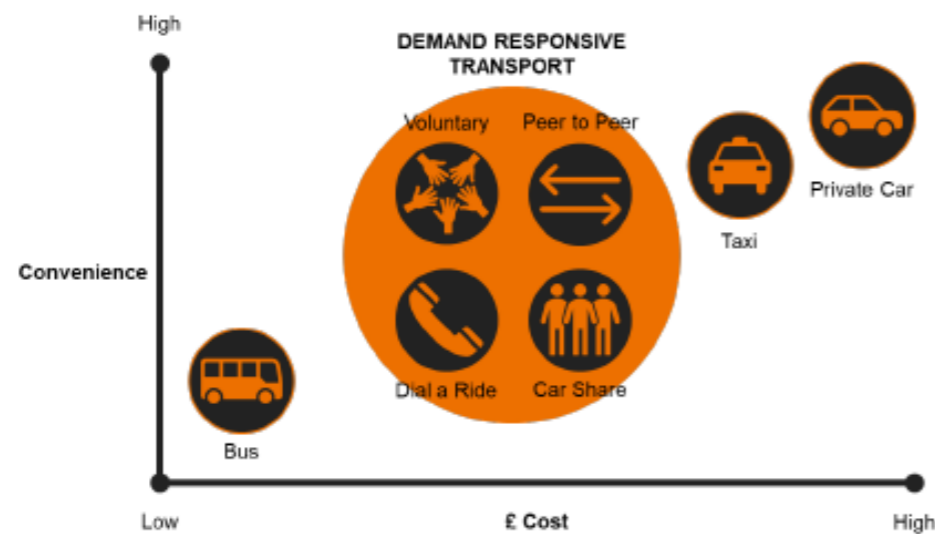 High
DEMAND RESPONSIVE
TRANSPORT
Voluntary
Peer to Peer
Private Car
Taxi
Convenience
Dial a Ride
Car Share
Bus
Low
£ Cost
High